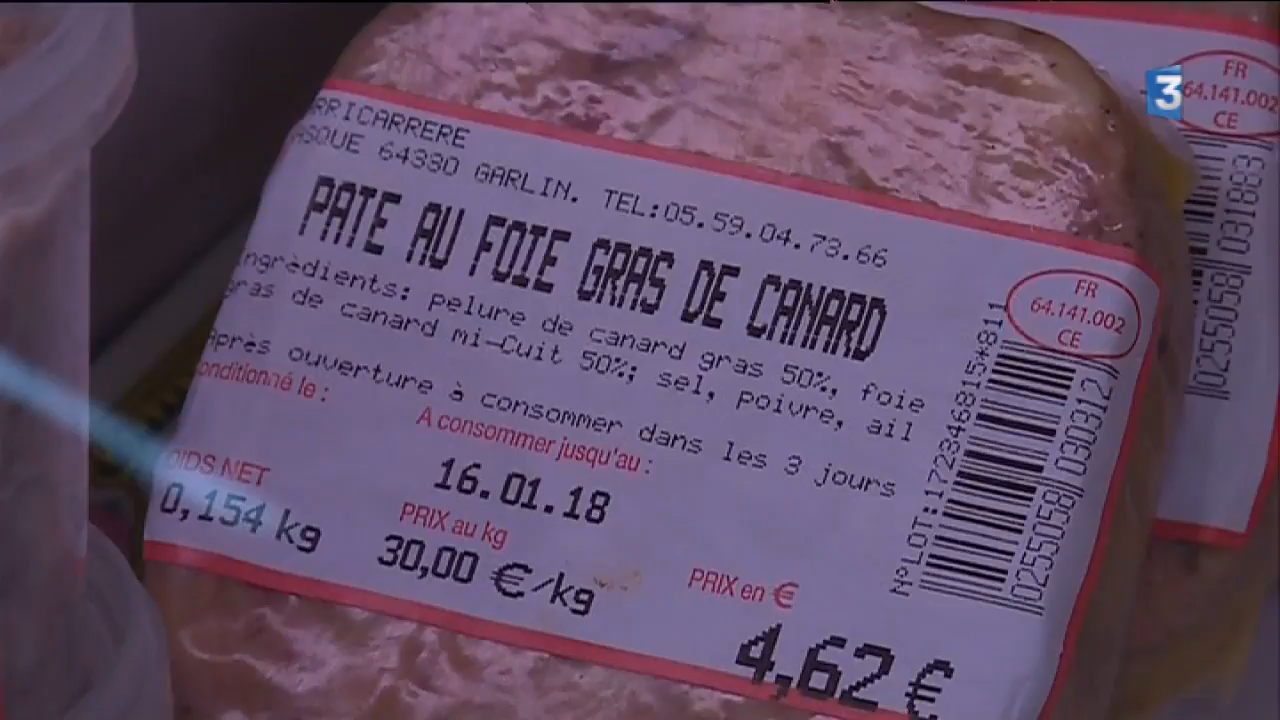 RRICARRERE
ASQUE 64330 GARLIN. TEL:05.59.04.73.66
PATE AU FOIE GRAS DE CANARD
ngrédients: pelure de canard gras 50%, foie
gras de canard mi-Cuit 50%; sel, poivre, ail
Après ouverture à consommer dans les 3 jours
onditionné le :
A consommer jusqu'au :
16.01.18
OIDS NET
0,154 kg
PRIX au kg
30,00 €/kg
PRIX en €
4,62 €
FR
64.141.002
CE
N°LOT:172346815*811
0255058 030312
3
FR
64.141.002
CE
0255058 031883